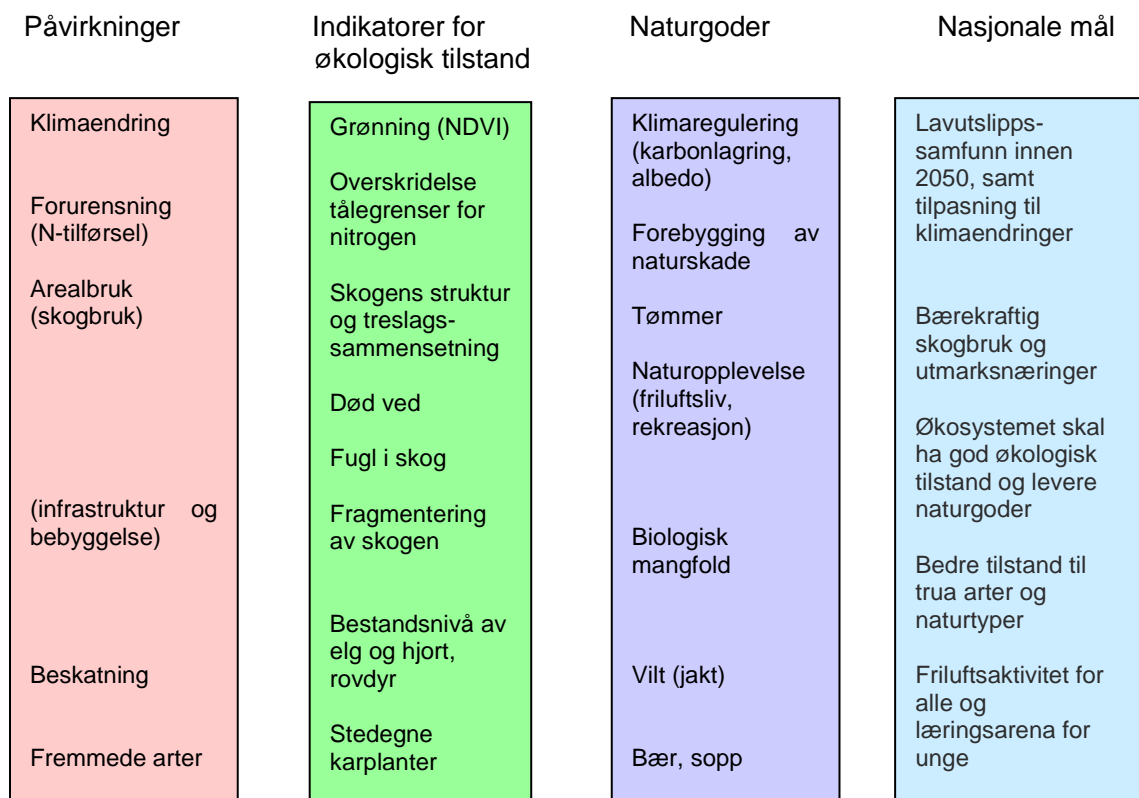 Påvirkninger
Indikatorer for
økologisk tilstand
Naturgoder
Nasjonale mål
Klimaendring
Forurensning
(N-tilførsel)
Arealbruk
(skogbruk)
(infrastruktur og
bebyggelse)
Beskatning
Fremmede arter
Grønning (NDVI)
Overskridelse
tålegrenser for
nitrogen
Skogens struktur
og treslags-
sammensetning
Død ved
Fugl i skog
Fragmentering
av skogen
Bestandsnivå av
elg og hjort,
rovdyr
Stedegne
karplanter
Klimaregulering
(karbonlagring,
albedo)
Forebygging av
naturskade
Tømmer
Naturopplevelse
(friluftsliv,
rekreasjon)
Biologisk
mangfold
Vilt (jakt)
Bær, sopp
Lavutslipps-
samfunn innen
2050, samt
tilpasning til
klimaendringer
Bærekraftig
skogbruk og
utmarksnæringer
Økosystemet skal
ha god økologisk
tilstand og levere
naturgoder
Bedre tilstand til
trua arter og
naturtyper
Friluftsaktivitet for
alle og
læringsarena for
unge